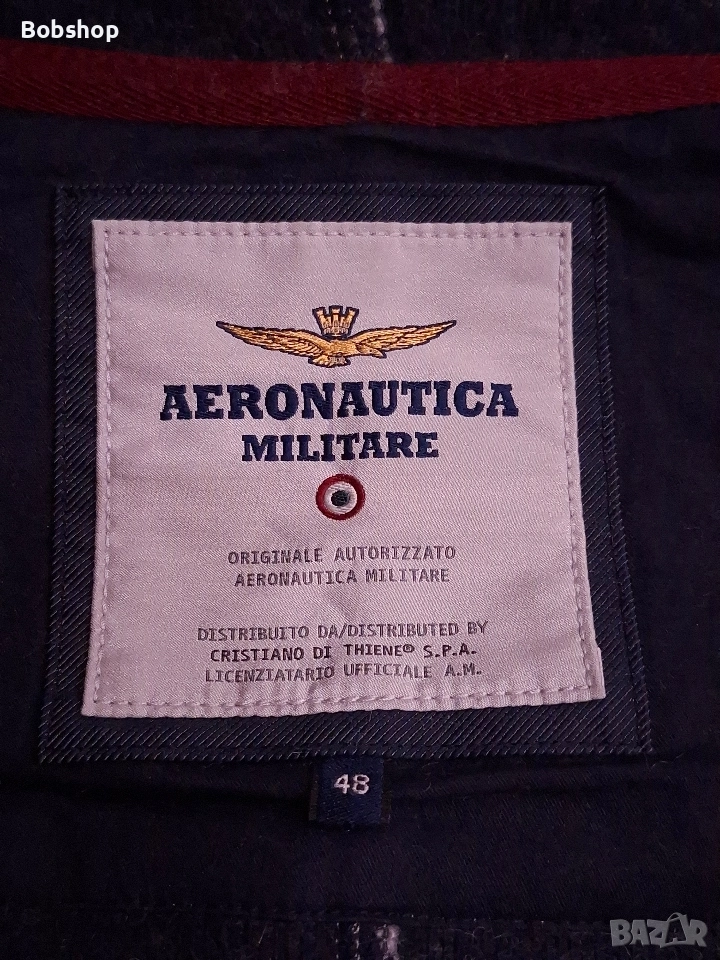 Bobshop
AERONAUTICA
MILITARE
ORIGINALE AUTORIZZATO
AERONAUTICA MILITARE
DISTRIBUITO DA/DISTRIBUTED BY
CRISTIANO DI THIENE® S.P.A.
LICENZIATARIO UFFICIALE A.M.
48
BAZAR